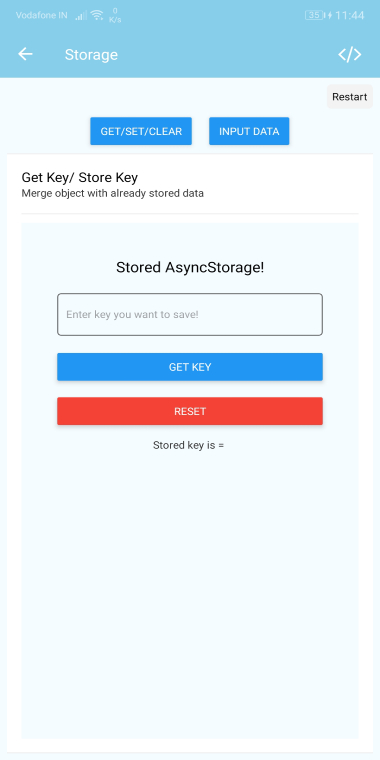 Vodafone IN 0 K/s 35 11:44
Storage </>
Restart
GET/SET/CLEAR INPUT DATA
Get Key/ Store Key
Merge object with already stored data
Stored AsyncStorage!
Enter key you want to save!
GET KEY
RESET
Stored key is =